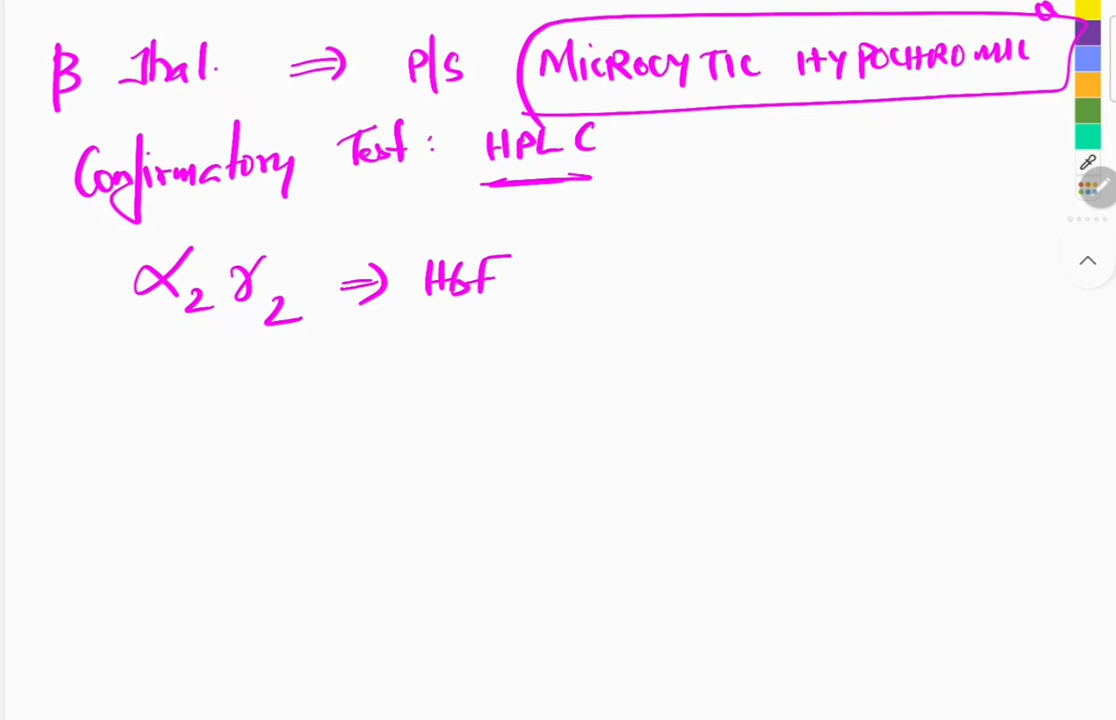 β Thal. ⇒ P/S MICROCYTIC HYPOCHROMIC
Confirmatory Test: HPLC
α₂ γ₂ ⇒ HbF